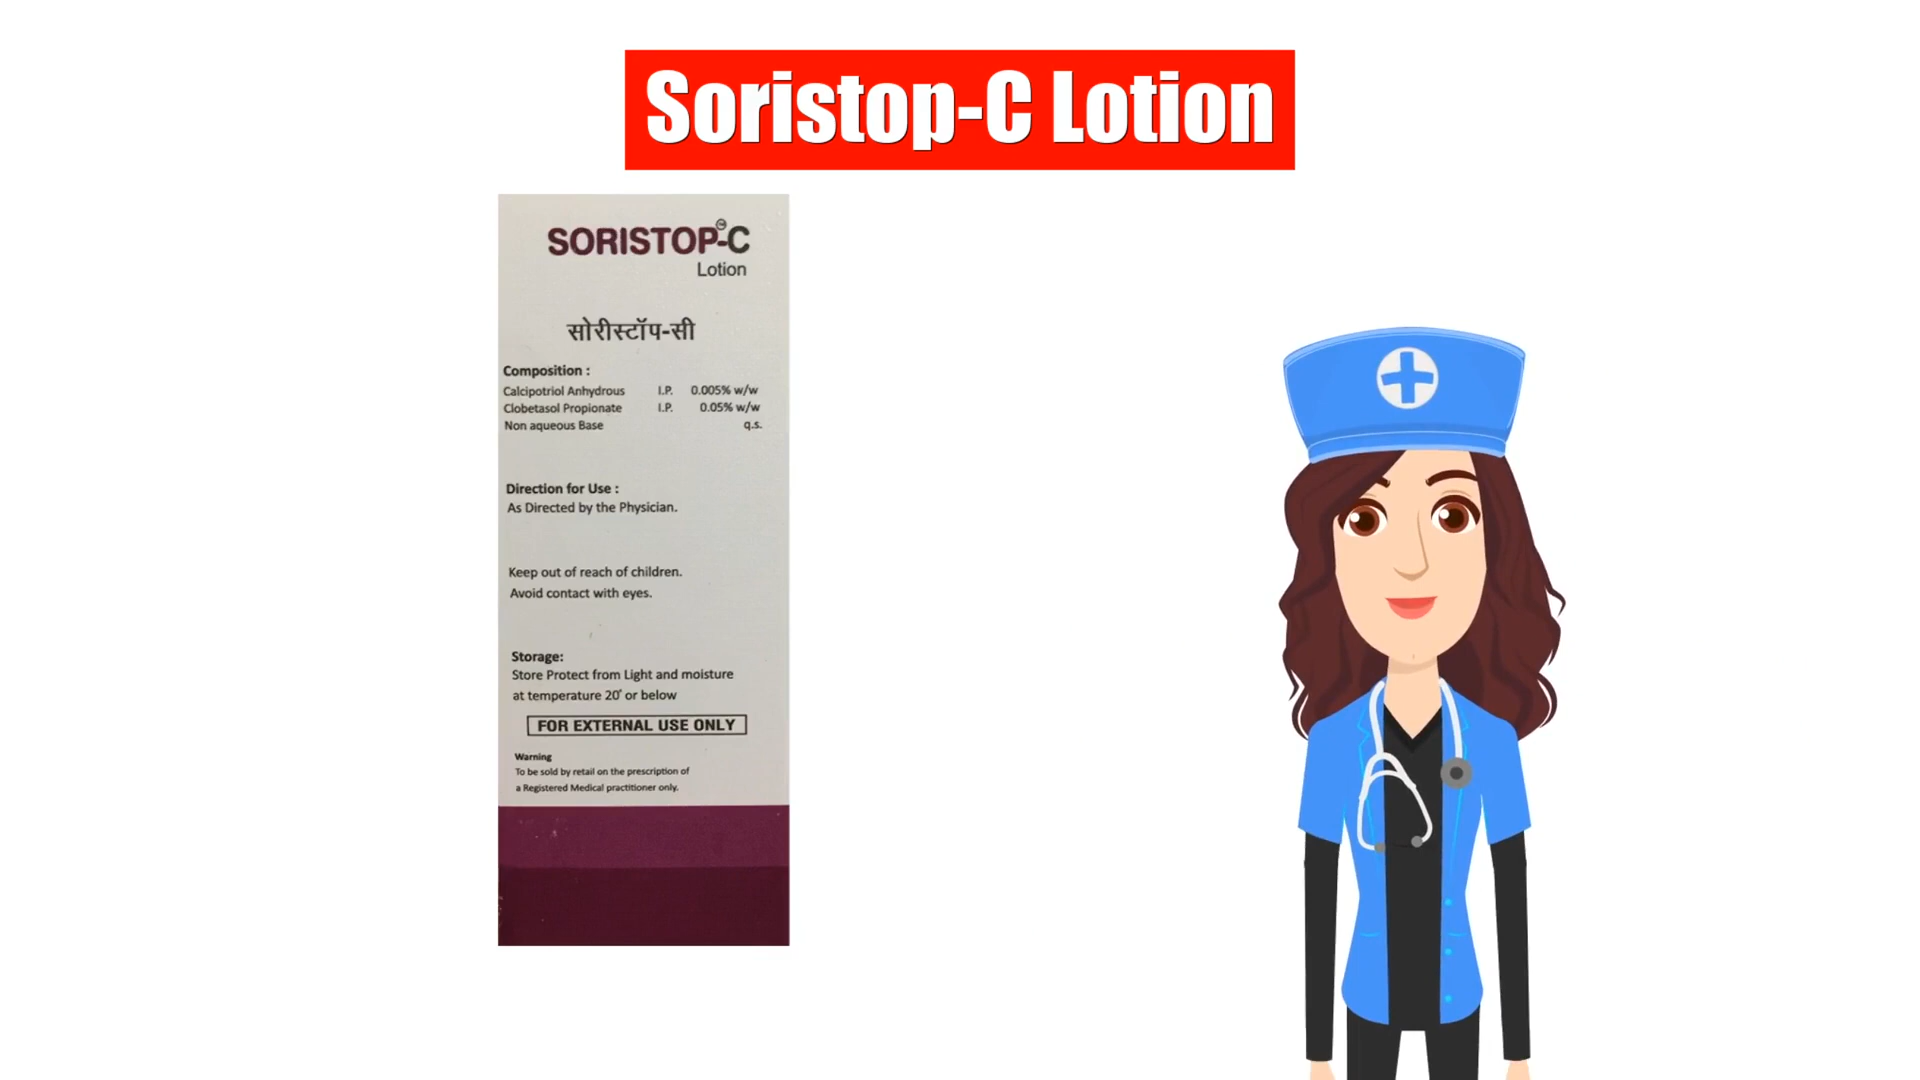 Soristop-C Lotion
SORISTOP-C
Lotion
सोरीस्टॉप-सी
Composition :
Calcipotriol Anhydrous I.P. 0.005% w/w
Clobetasol Propionate I.P. 0.05% w/w
Non aqueous Base q.s.
Direction for Use :
As Directed by the Physician.
Keep out of reach of children.
Avoid contact with eyes.
Storage:
Store Protect from Light and moisture
at temperature 20° or below
FOR EXTERNAL USE ONLY
Warning
To be sold by retail on the prescription of
a Registered Medical practitioner only.